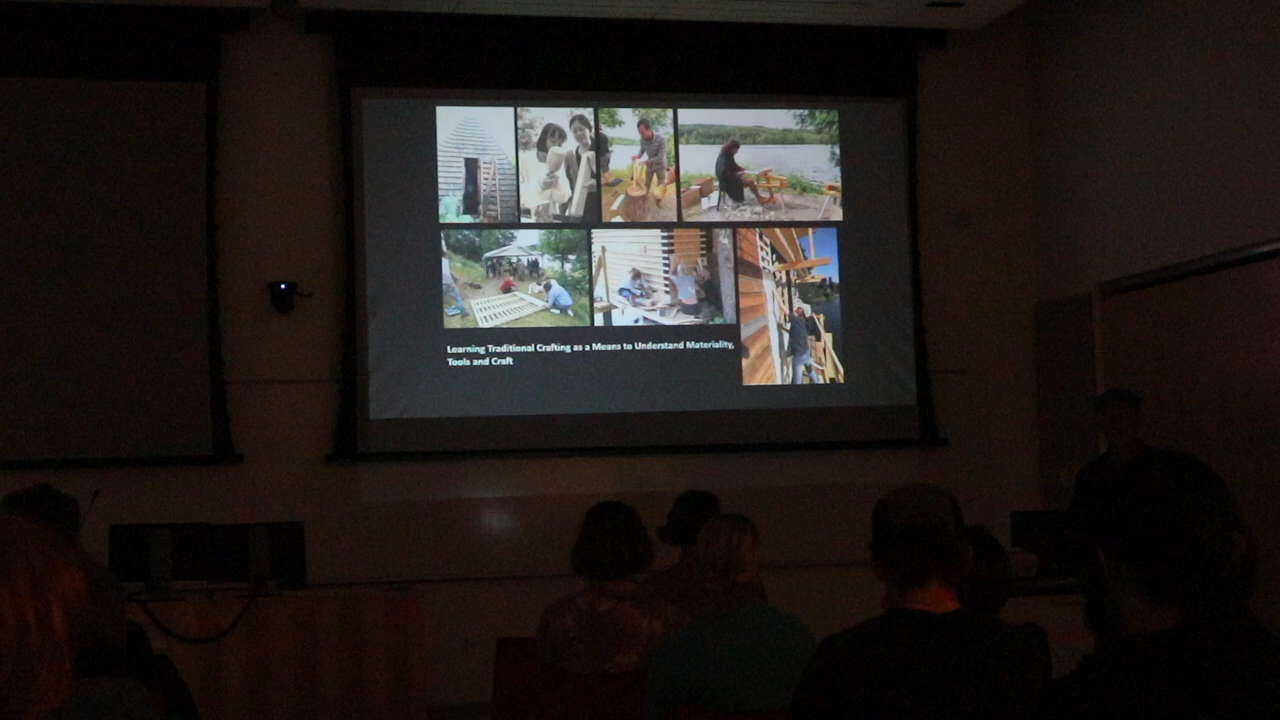 Learning Traditional Crafting as a Means to Understand Materiality,
Tools and Craft